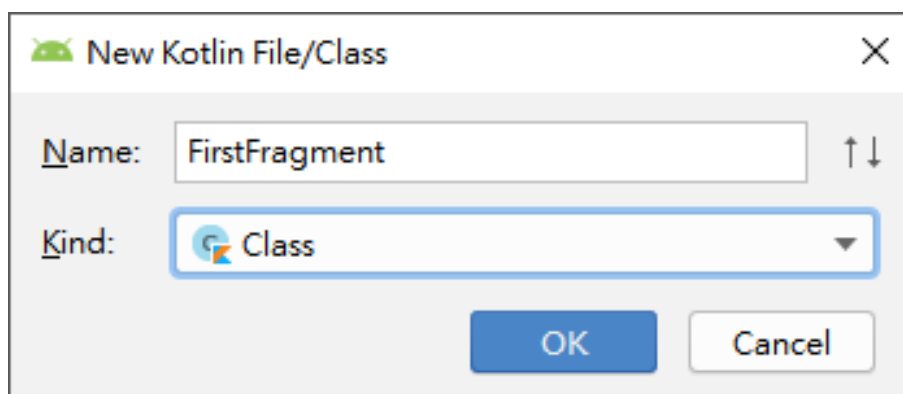 New Kotlin File/Class
Name: FirstFragment
Kind: Class
OK Cancel